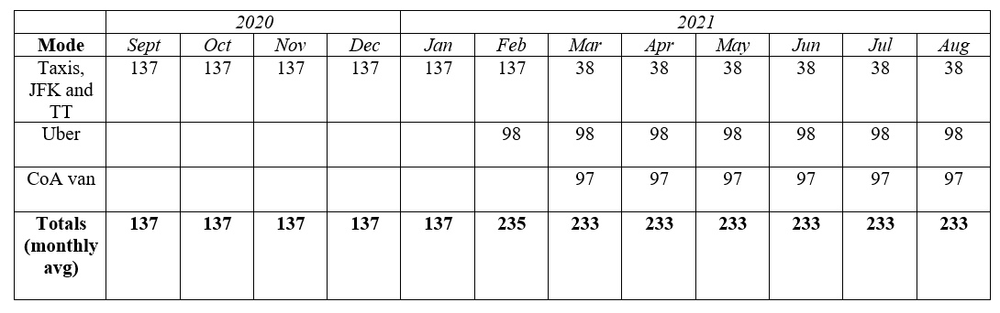 2020 2021
Mode Sept Oct Nov Dec Jan Feb Mar Apr May Jun Jul Aug
Taxis, 137 137 137 137 137 137 38 38 38 38 38 38
JFK and
TT
Uber 98 98 98 98 98 98 98
CoA van 97 97 97 97 97 97
Totals 137 137 137 137 137 235 233 233 233 233 233 233
(monthly
avg)